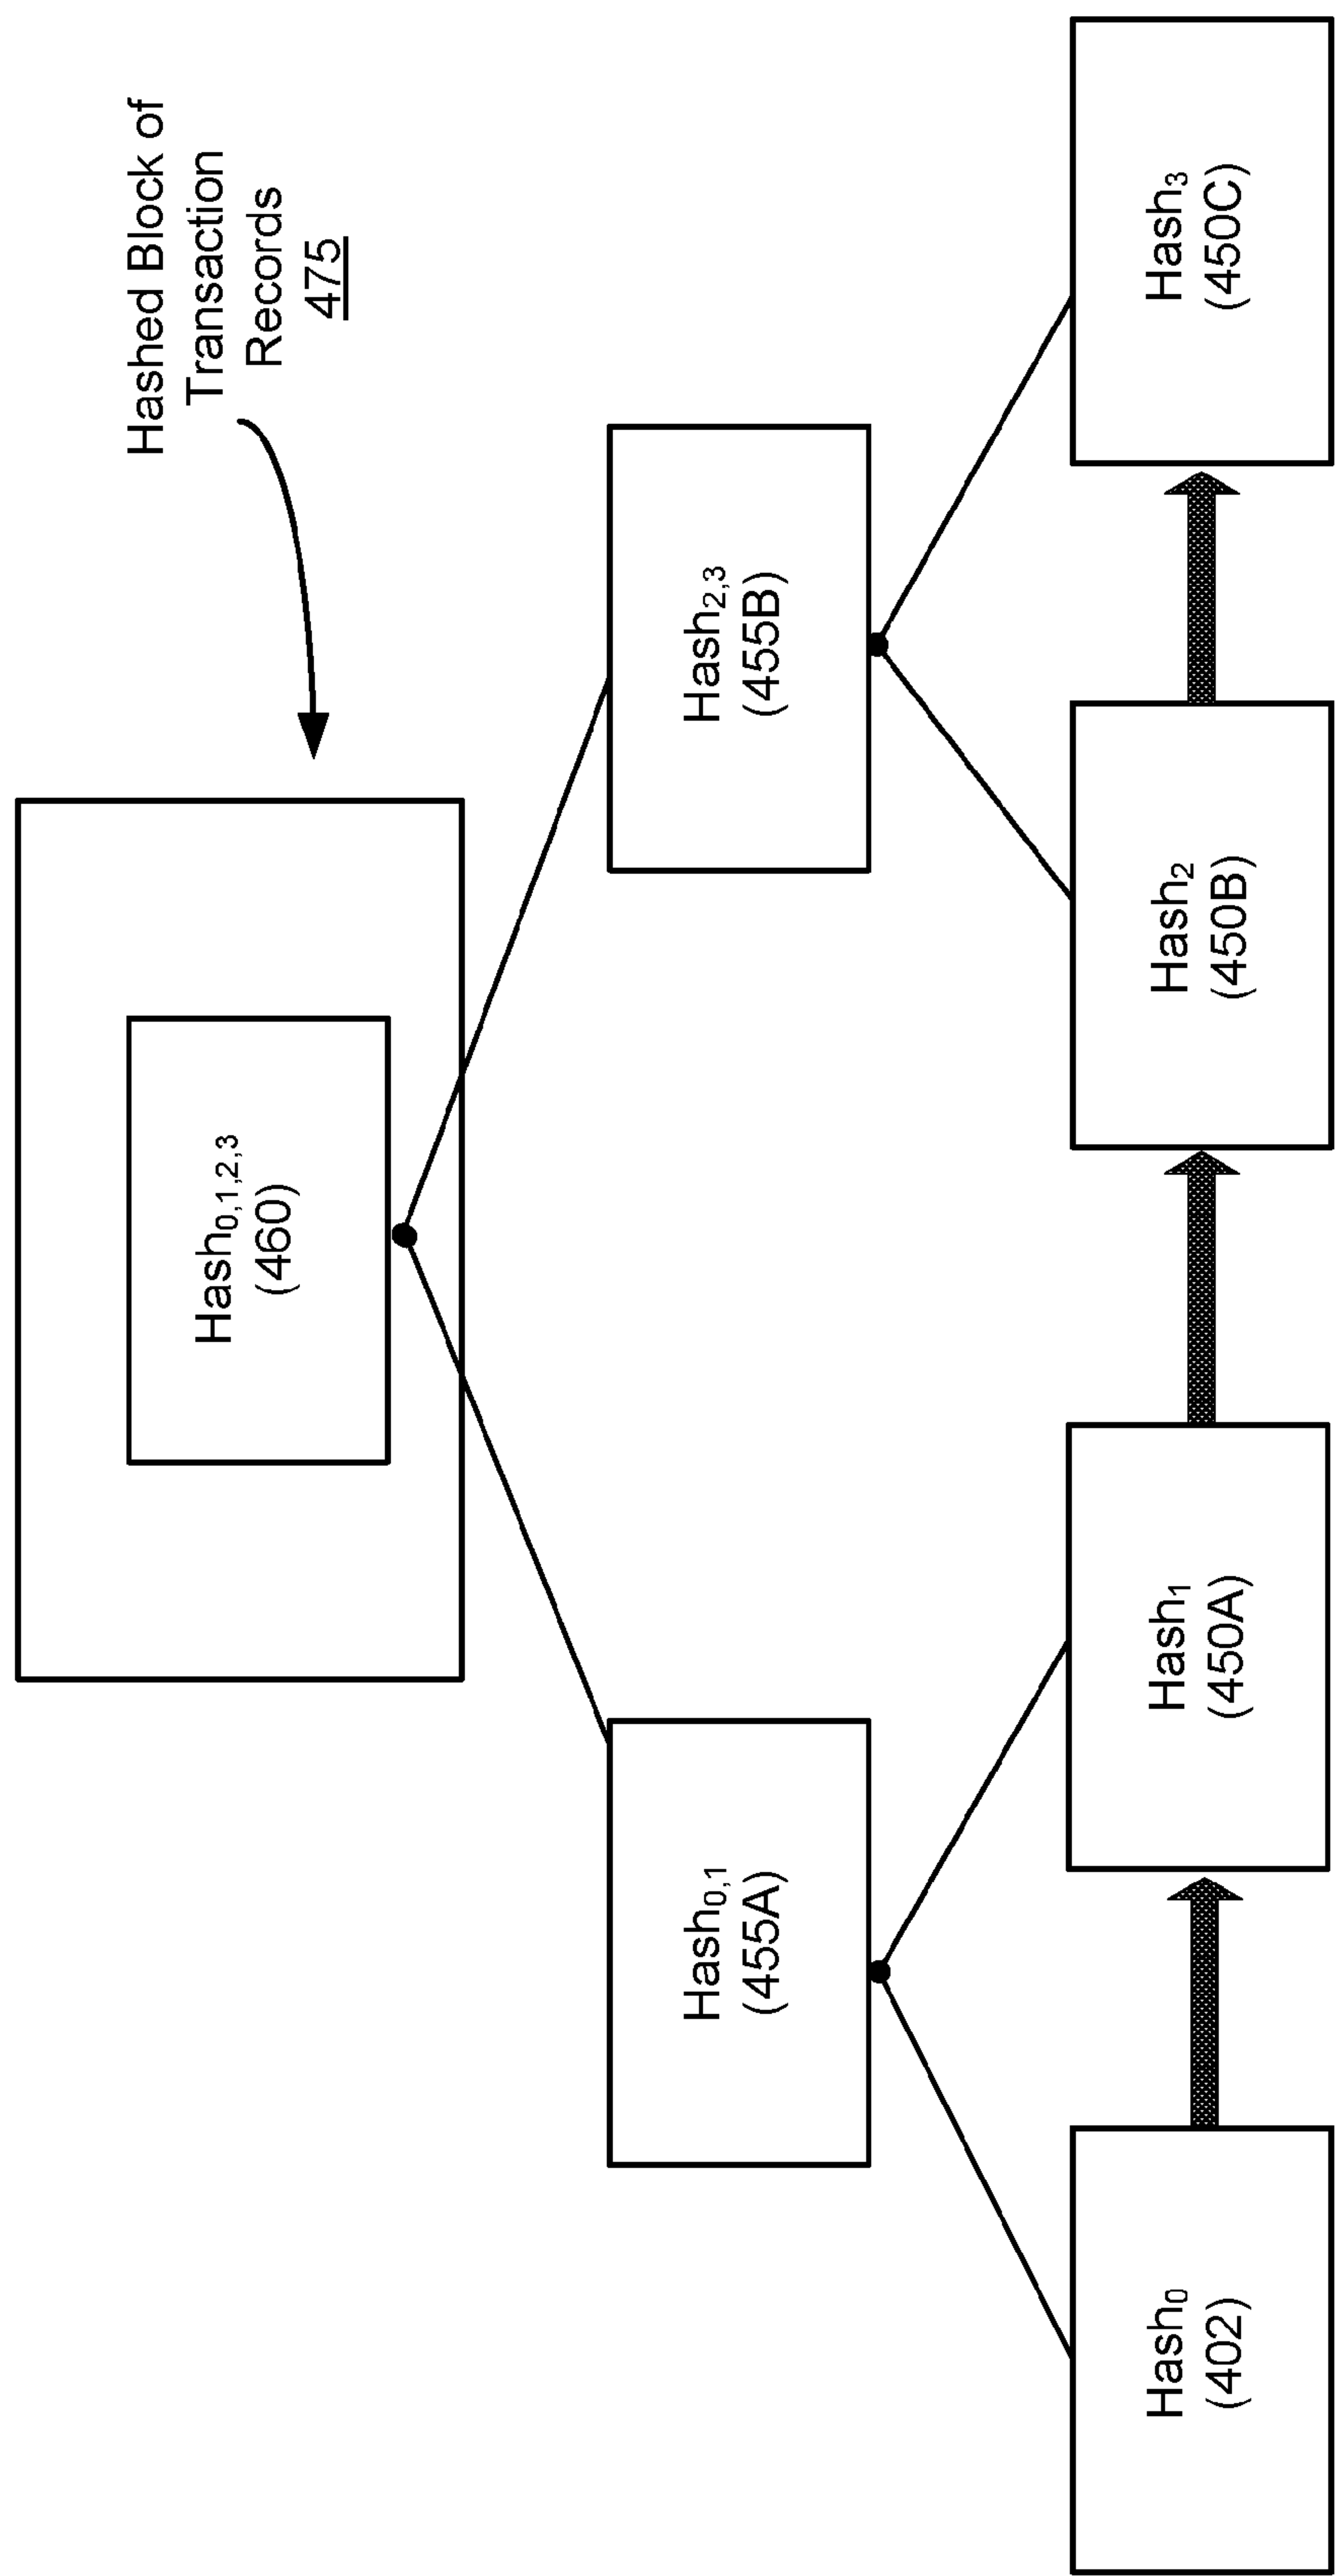 Hashed Block of
Transaction
Records
475
Hash₀,₁,₂,₃
(460)
Hash₀,₁
(455A)
Hash₂,₃
(455B)
Hash₀
(402)
Hash₁
(450A)
Hash₂
(450B)
Hash₃
(450C)